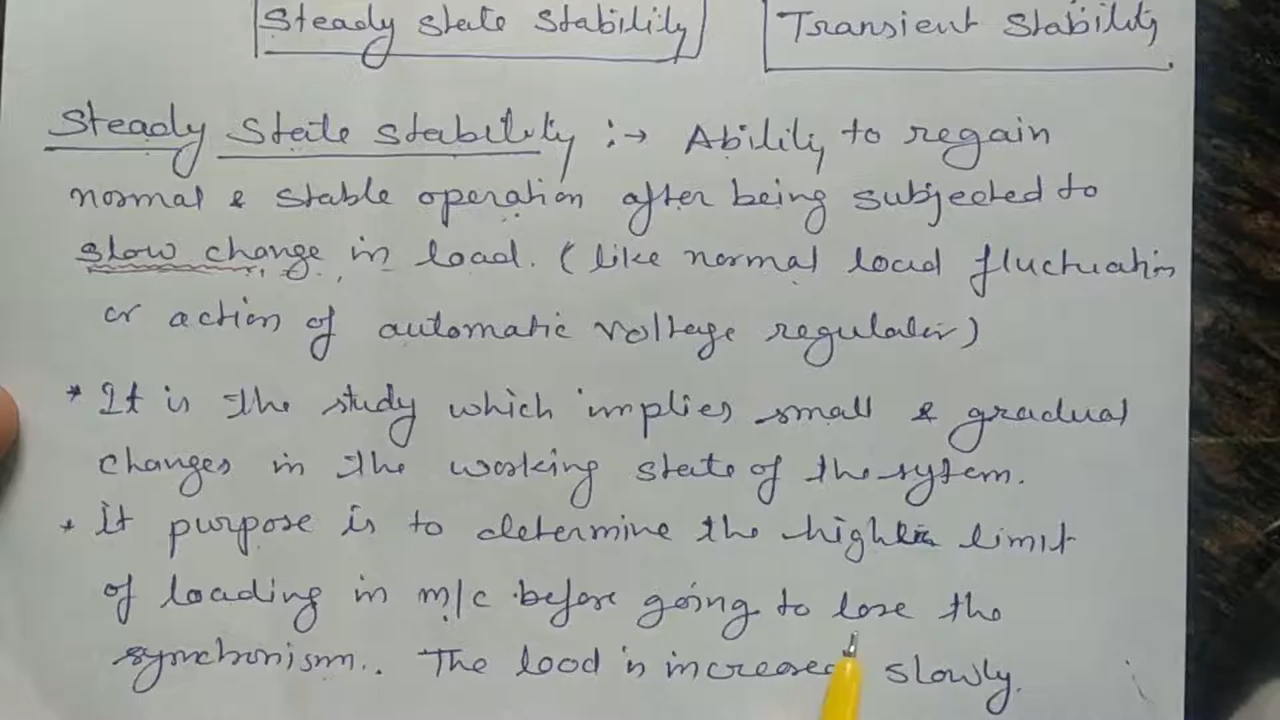 Steady state stability
Transient stability
Steady state stability :→ Ability to regain
normal & stable operation after being subjected to
slow change in load. (like normal load fluctuation
or action of automatic voltage regulator)
* It is the study which implies small & gradual
changes in the working state of the sytem.
* it purpose is to determine the higher limit
of loading in m/c before going to lose the
synchronism.. The load is increased slowly.